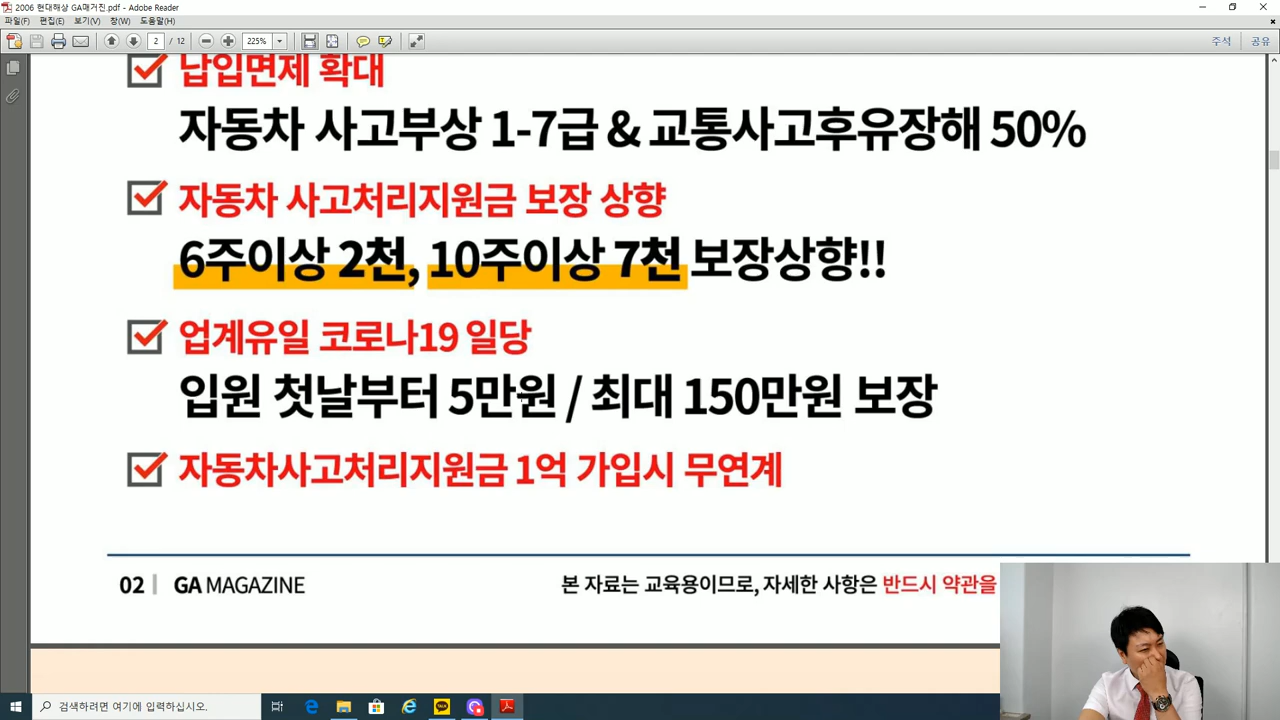 2006 현대해상 GA매거진.pdf - Adobe Reader
파일(F) 편집(E) 보기(V) 창(W) 도움말(H)
2 / 12 225% 주석 공유
납입면제 확대
자동차 사고부상 1-7급 & 교통사고후유장해 50%
자동차 사고처리지원금 보장 상향
6주이상 2천, 10주이상 7천 보장상향!!
업계유일 코로나19 일당
입원 첫날부터 5만원 / 최대 150만원 보장
자동차사고처리지원금 1억 가입시 무연계
02 | GA MAGAZINE 본 자료는 교육용이므로, 자세한 사항은 반드시 약관을
검색하려면 여기에 입력하십시오.